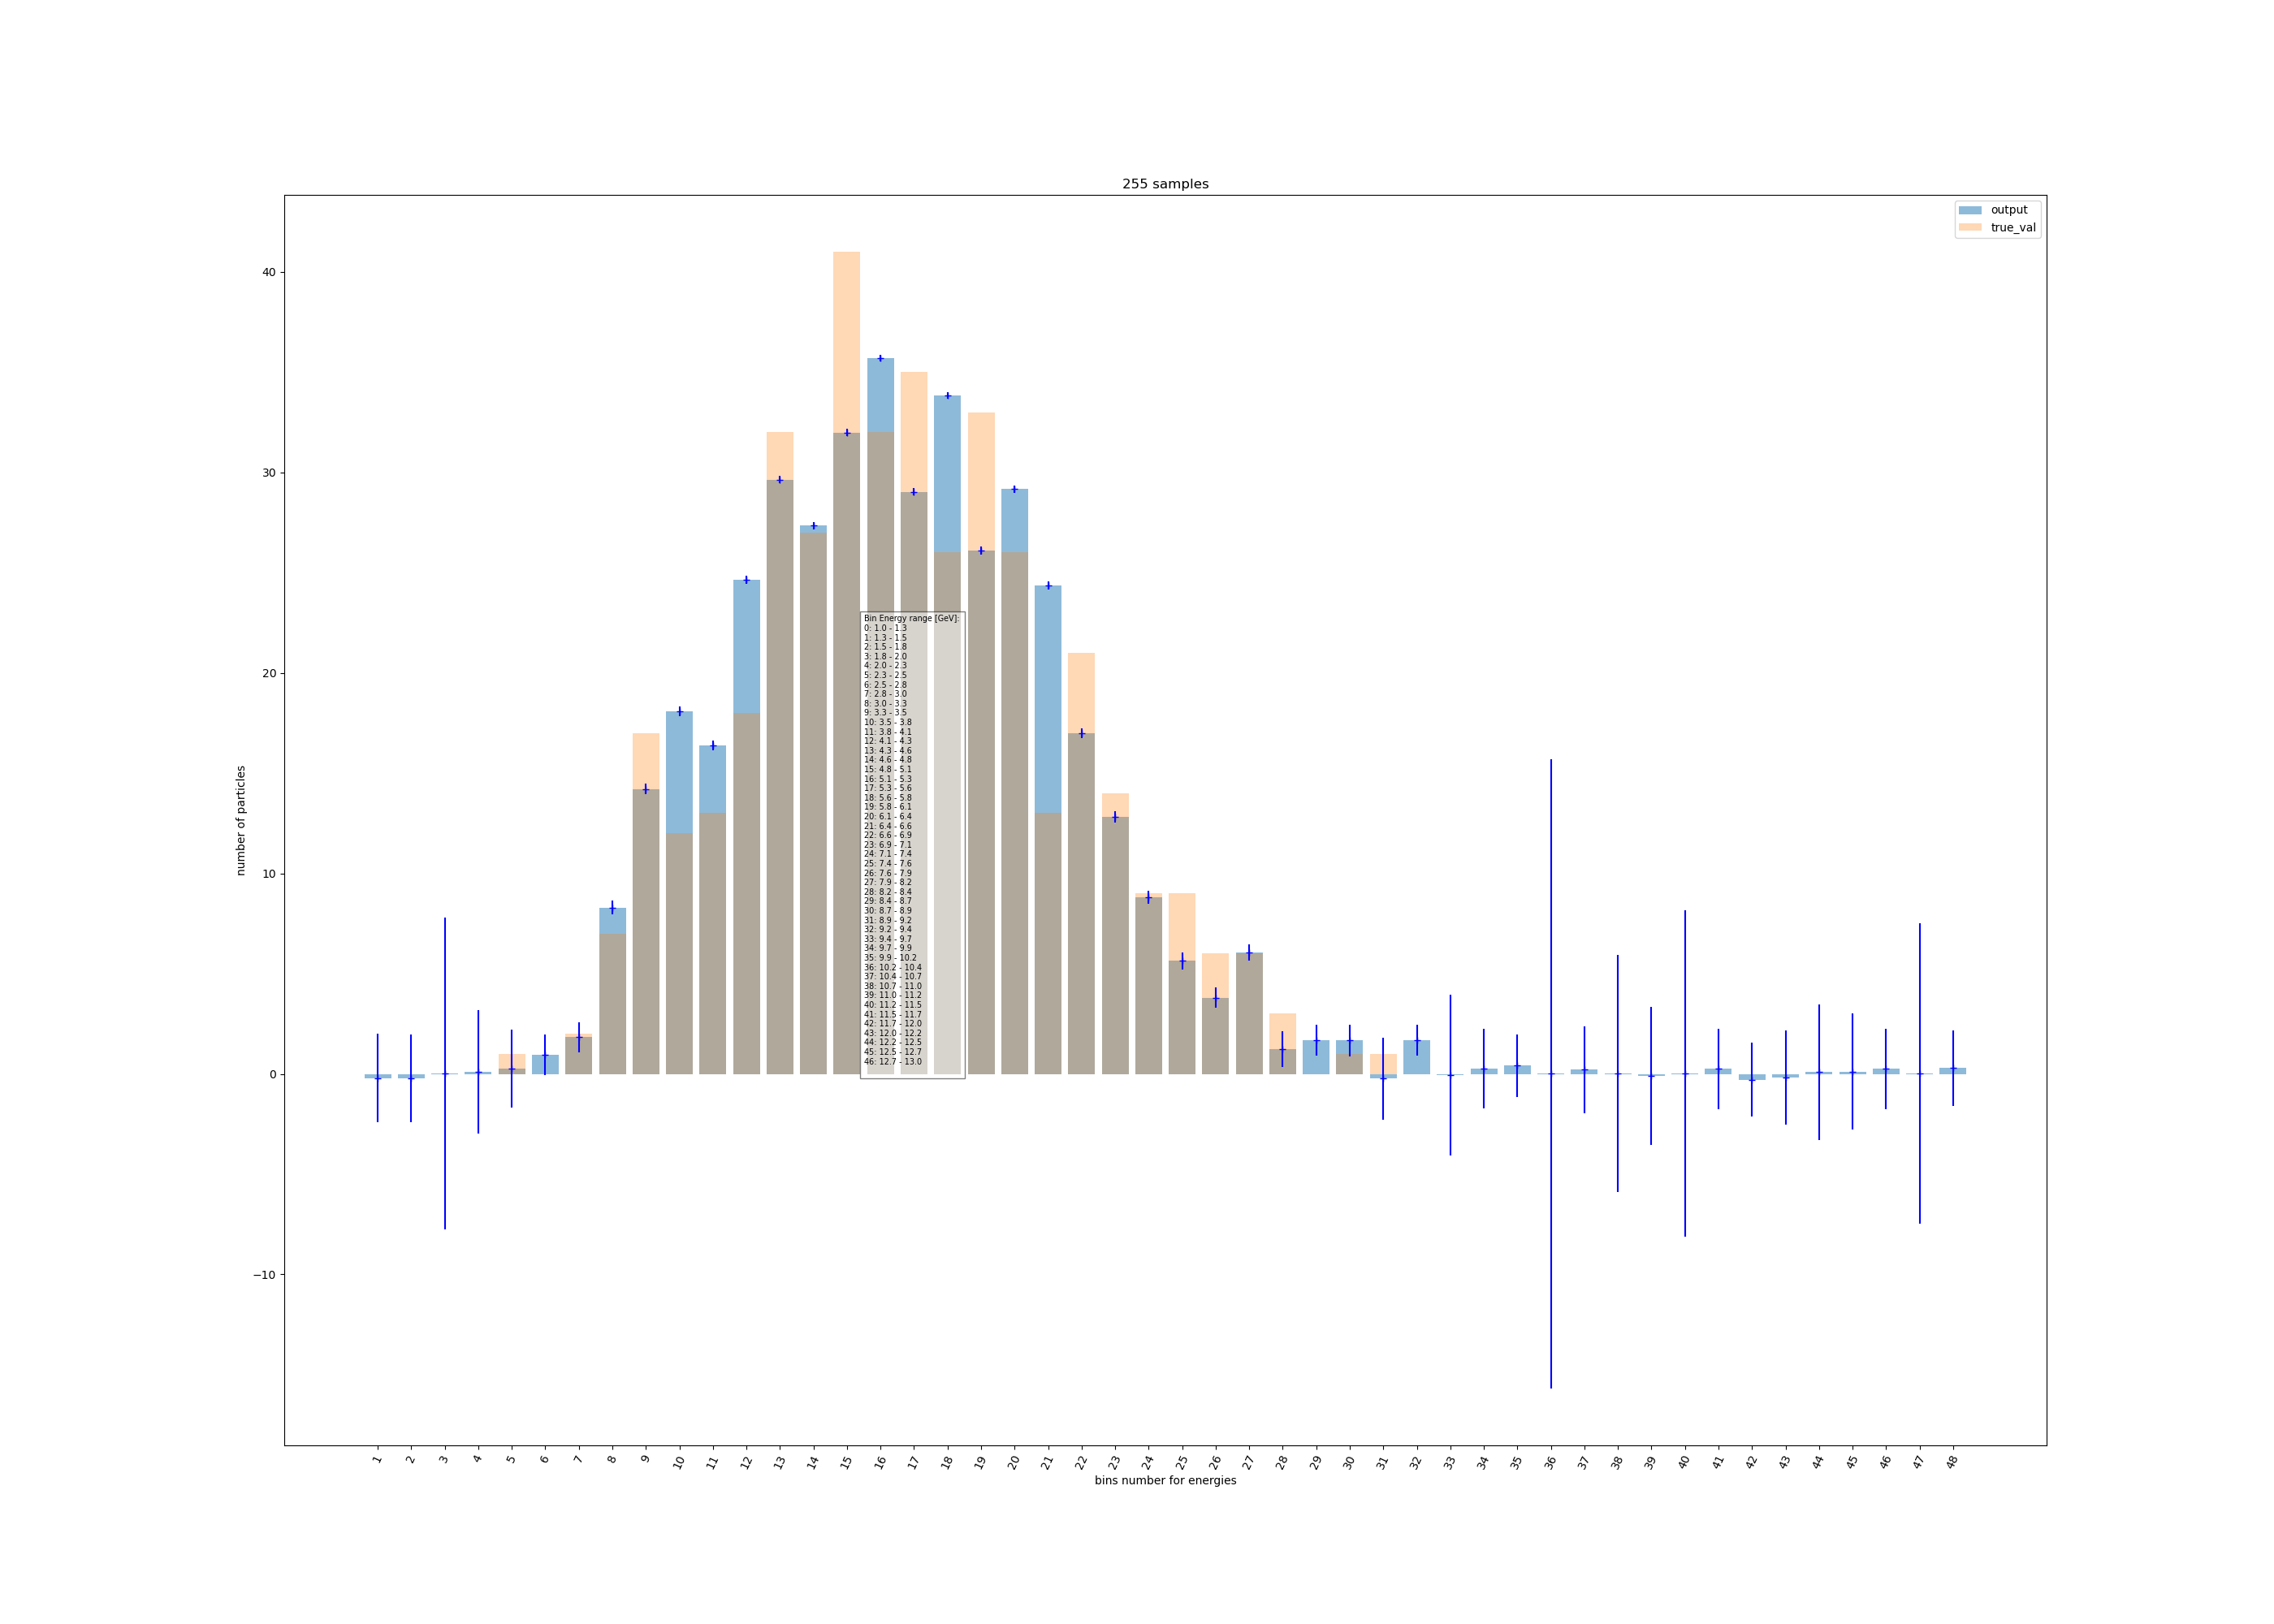 255 samples
output
true_val
40
30
20
10
0
−10
number of particles
Bin Energy range [GeV]:
0: 1.0 - 1.3
1: 1.3 - 1.5
2: 1.5 - 1.8
3: 1.8 - 2.0
4: 2.0 - 2.3
5: 2.3 - 2.5
6: 2.5 - 2.8
7: 2.8 - 3.0
8: 3.0 - 3.3
9: 3.3 - 3.5
10: 3.5 - 3.8
11: 3.8 - 4.1
12: 4.1 - 4.3
13: 4.3 - 4.6
14: 4.6 - 4.8
15: 4.8 - 5.1
16: 5.1 - 5.3
17: 5.3 - 5.6
18: 5.6 - 5.8
19: 5.8 - 6.1
20: 6.1 - 6.4
21: 6.4 - 6.6
22: 6.6 - 6.9
23: 6.9 - 7.1
24: 7.1 - 7.4
25: 7.4 - 7.6
26: 7.6 - 7.9
27: 7.9 - 8.2
28: 8.2 - 8.4
29: 8.4 - 8.7
30: 8.7 - 8.9
31: 8.9 - 9.2
32: 9.2 - 9.4
33: 9.4 - 9.7
34: 9.7 - 9.9
35: 9.9 - 10.2
36: 10.2 - 10.4
37: 10.4 - 10.7
38: 10.7 - 11.0
39: 11.0 - 11.2
40: 11.2 - 11.5
41: 11.5 - 11.7
42: 11.7 - 12.0
43: 12.0 - 12.2
44: 12.2 - 12.5
45: 12.5 - 12.7
46: 12.7 - 13.0
1 2 3 4 5 6 7 8 9 10 11 12 13 14 15 16 17 18 19 20 21 22 23 24 25 26 27 28 29 30 31 32 33 34 35 36 37 38 39 40 41 42 43 44 45 46 47 48
bins number for energies